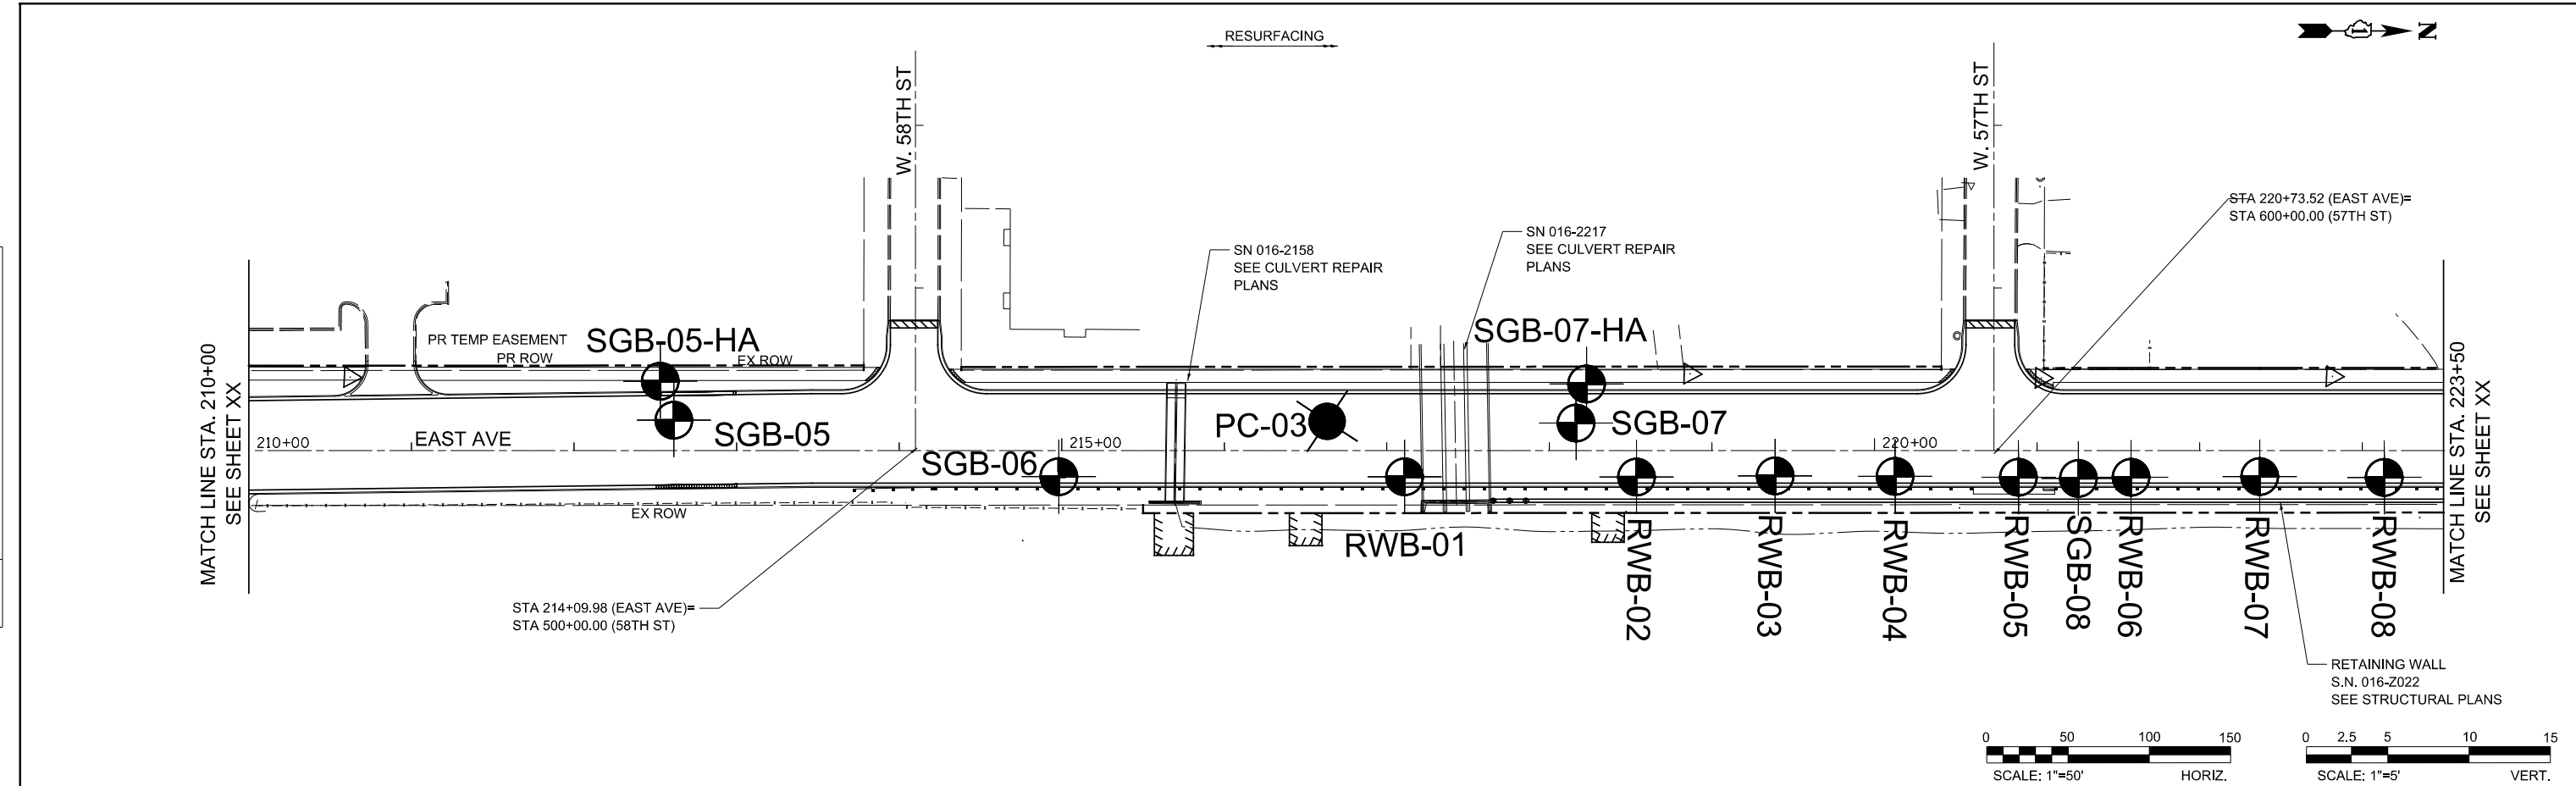 RESURFACING
N
W. 58TH ST
W. 57TH ST
STA 220+73.52 (EAST AVE)=
STA 600+00.00 (57TH ST)
SN 016-2158
SEE CULVERT REPAIR
PLANS
SN 016-2217
SEE CULVERT REPAIR
PLANS
MATCH LINE STA. 210+00
SEE SHEET XX
PR TEMP EASEMENT
PR ROW
SGB-05-HA
EX ROW
SGB-07-HA
210+00
EAST AVE
SGB-05
SGB-06
215+00
PC-03
SGB-07
220+00
EX ROW
RWB-01
RWB-02
RWB-03
RWB-04
RWB-05
SGB-08
RWB-06
RWB-07
RWB-08
MATCH LINE STA. 223+50
SEE SHEET XX
STA 214+09.98 (EAST AVE)=
STA 500+00.00 (58TH ST)
RETAINING WALL
S.N. 016-Z022
SEE STRUCTURAL PLANS
0 50 100 150
SCALE: 1"=50' HORIZ.
0 2.5 5 10 15
SCALE: 1"=5' VERT.